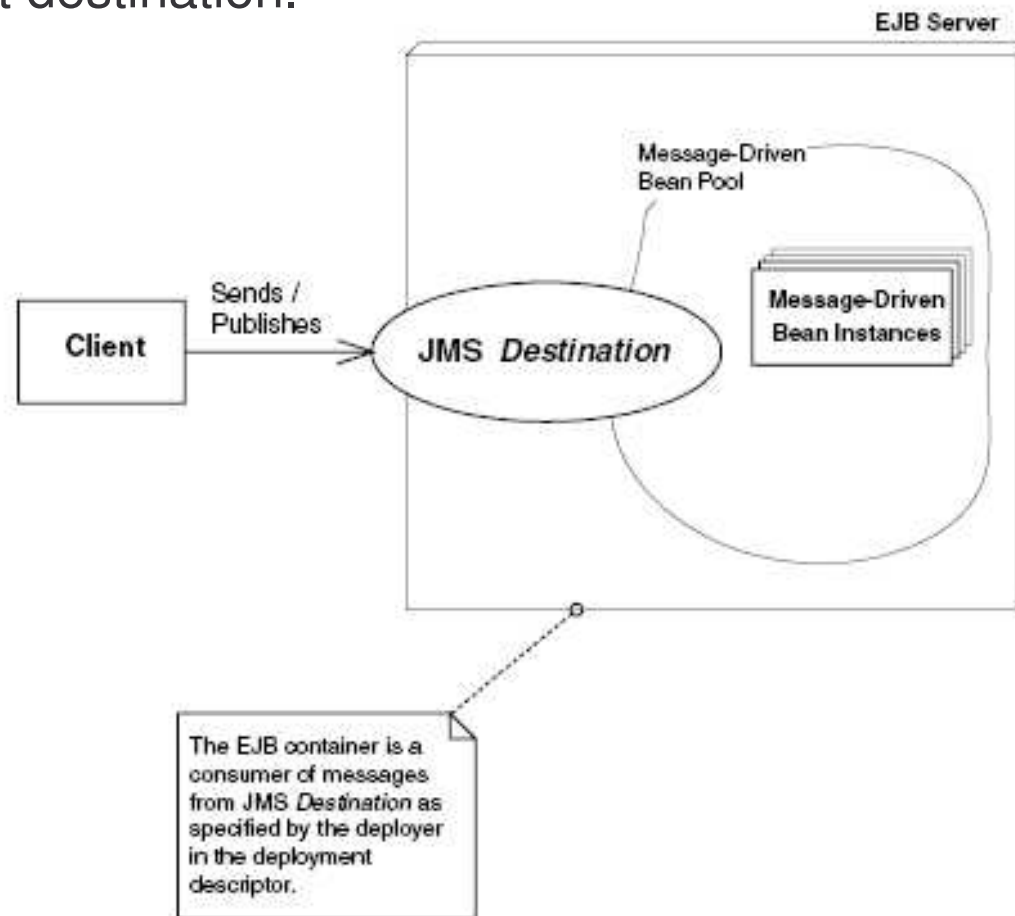 t destination.
EJB Server
Message-Driven
Bean Pool
Sends /
Publishes
Client
JMS Destination
Message-Driven
Bean Instances
The EJB container is a
consumer of messages
from JMS Destination as
specified by the deployer
in the deployment
descriptor.